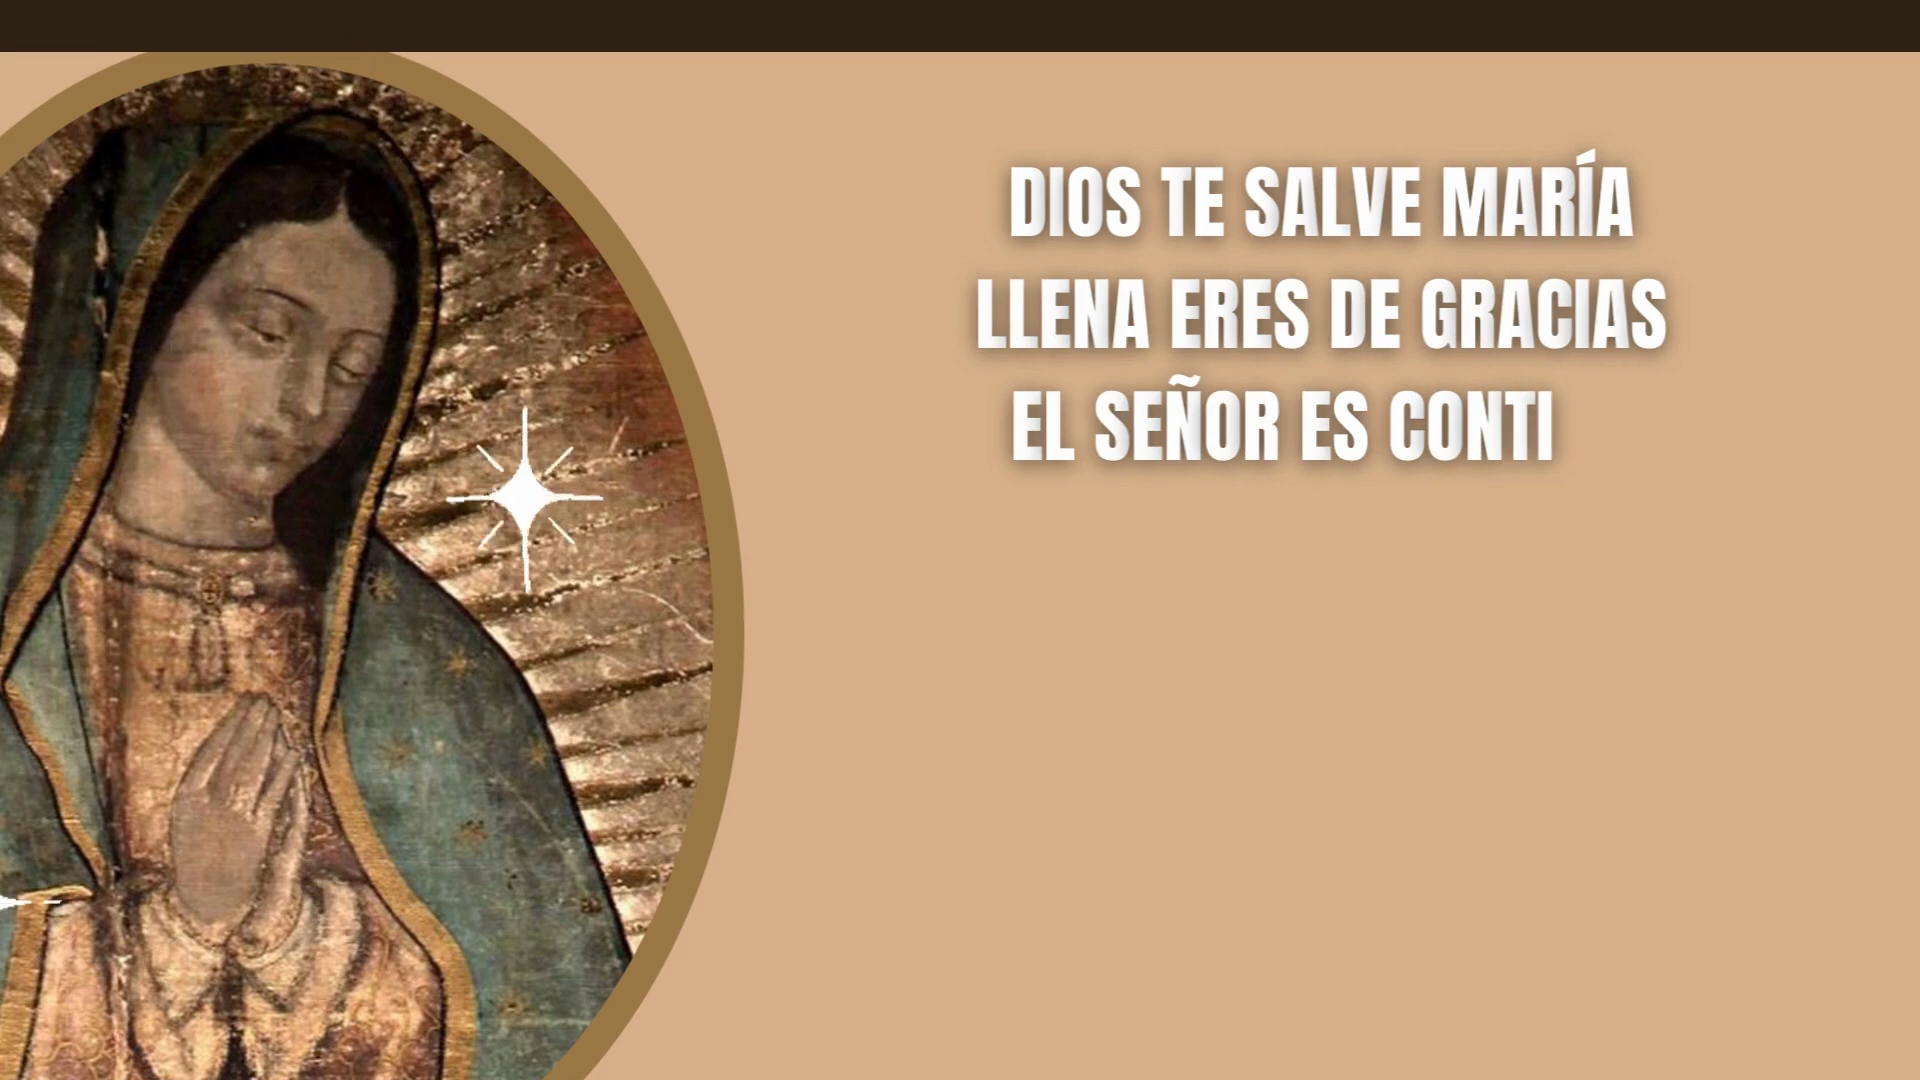 DIOS TE SALVE MARÍA
LLENA ERES DE GRACIAS
EL SEÑOR ES CONTI